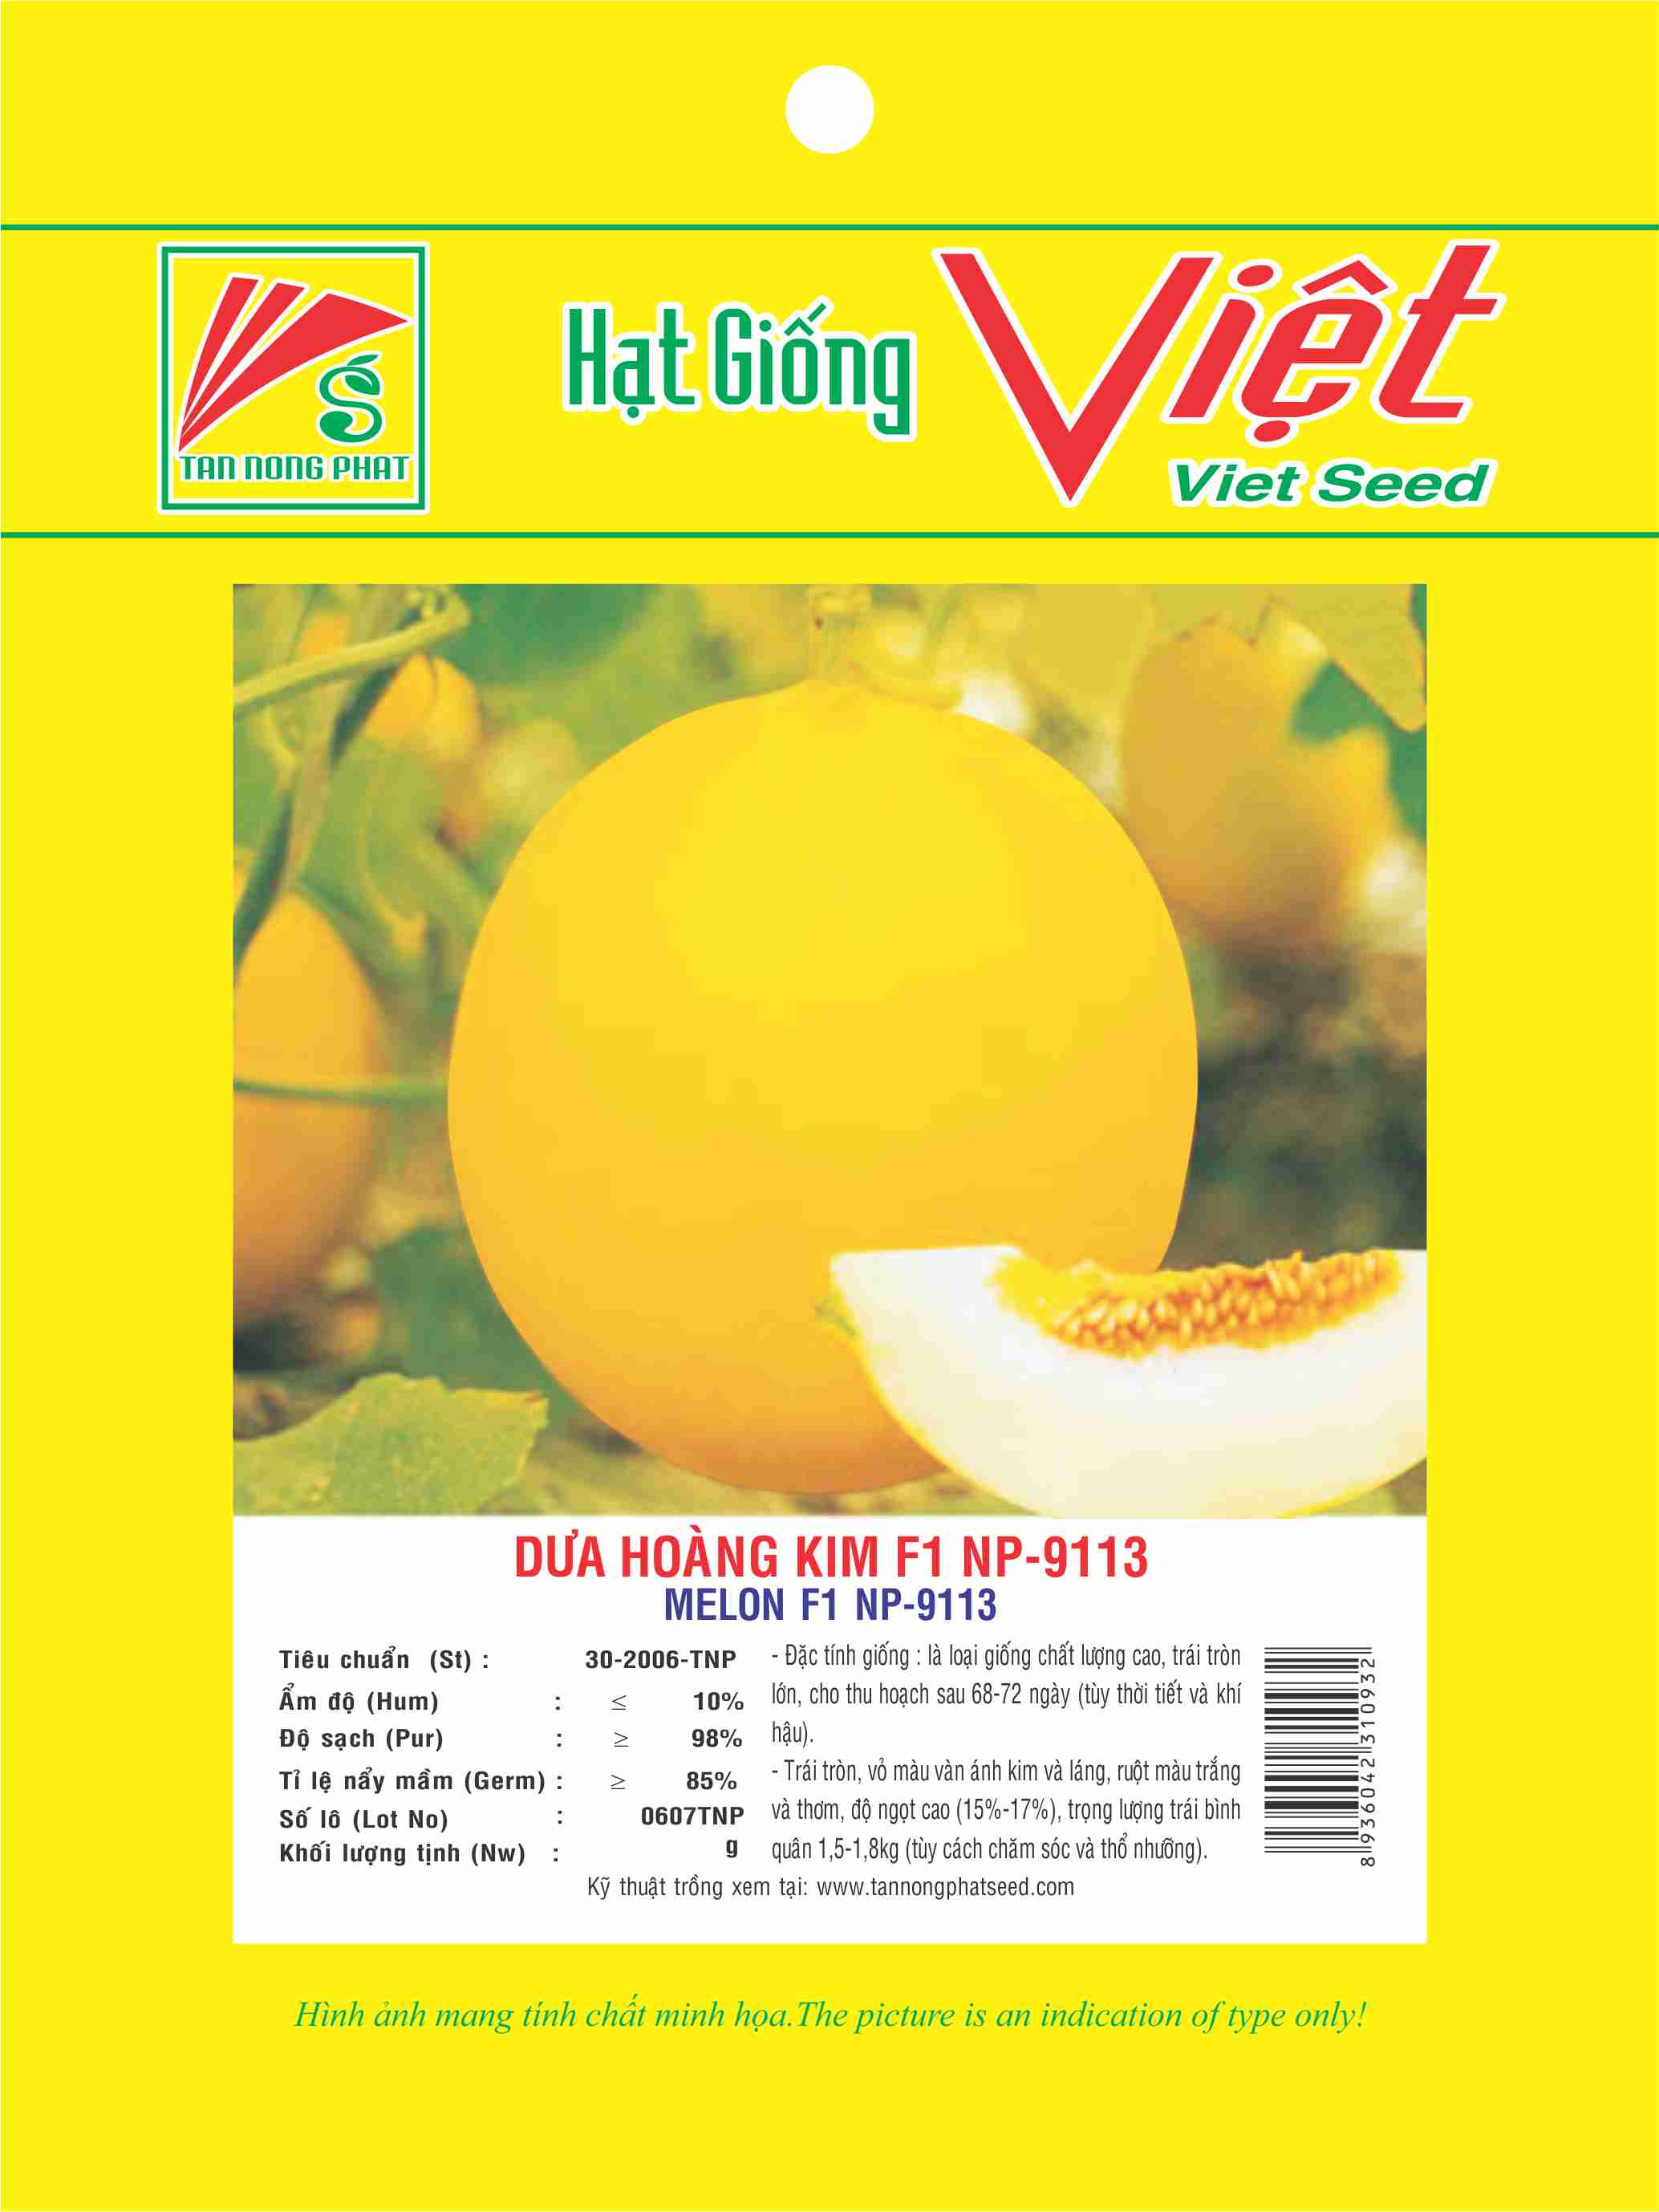 TAN NONG PHAT
Hạt Giống Việt
Viet Seed
DƯA HOÀNG KIM F1 NP-9113
MELON F1 NP-9113
Tiêu chuẩn (St) : 30-2006-TNP
Ẩm độ (Hum) : ≤ 10%
Độ sạch (Pur) : ≥ 98%
Tỉ lệ nẩy mầm (Germ) : ≥ 85%
Số lô (Lot No) : 0607TNP
Khối lượng tịnh (Nw) : g
- Đặc tính giống : là loại giống chất lượng cao, trái tròn
lớn, cho thu hoạch sau 68-72 ngày (tùy thời tiết và khí
hậu).
- Trái tròn, vỏ màu vàn ánh kim và láng, ruột màu trắng
và thơm, độ ngọt cao (15%-17%), trọng lượng trái bình
quân 1,5-1,8kg (tùy cách chăm sóc và thổ nhưỡng).
8936042310932
Kỹ thuật trồng xem tại: www.tannongphatseed.com
Hình ảnh mang tính chất minh họa.The picture is an indication of type only!